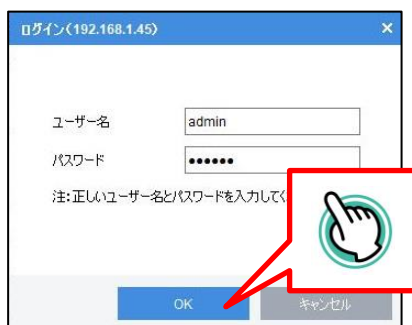 ログイン(192.168.1.45)
ユーザー名 admin
パスワード ••••••
注:正しいユーザー名とパスワードを入力してく
OK キャンセル